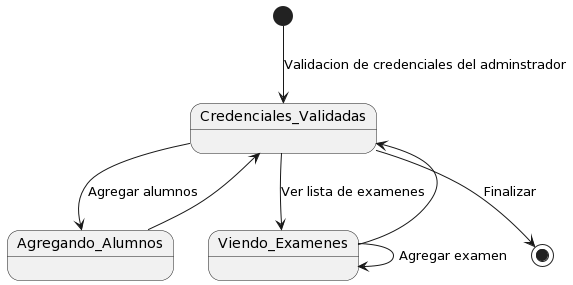 Validacion de credenciales del adminstrador
Credenciales_Validadas
Agregar alumnos
Ver lista de examenes
Finalizar
Agregando_Alumnos
Viendo_Examenes
Agregar examen